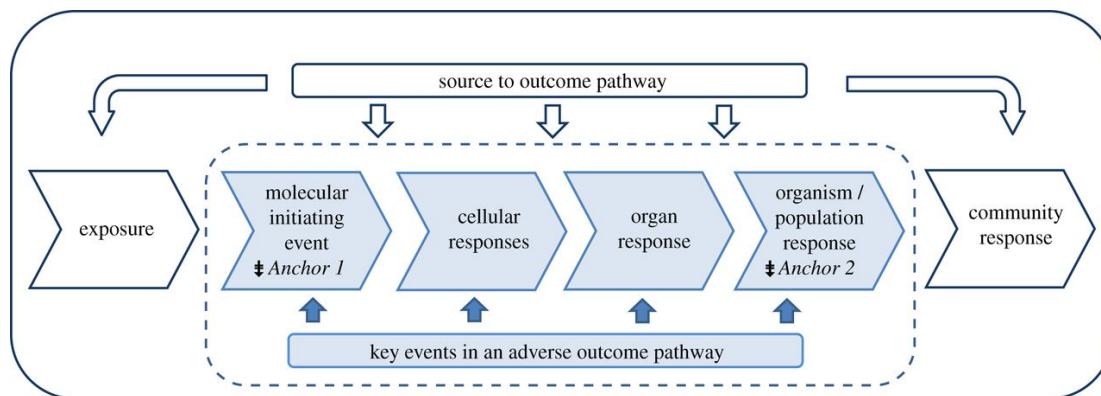 source to outcome pathway
exposure
molecular
initiating
event
⇟ Anchor 1
cellular
responses
organ
response
organism /
population
response
⇟ Anchor 2
community
response
key events in an adverse outcome pathway